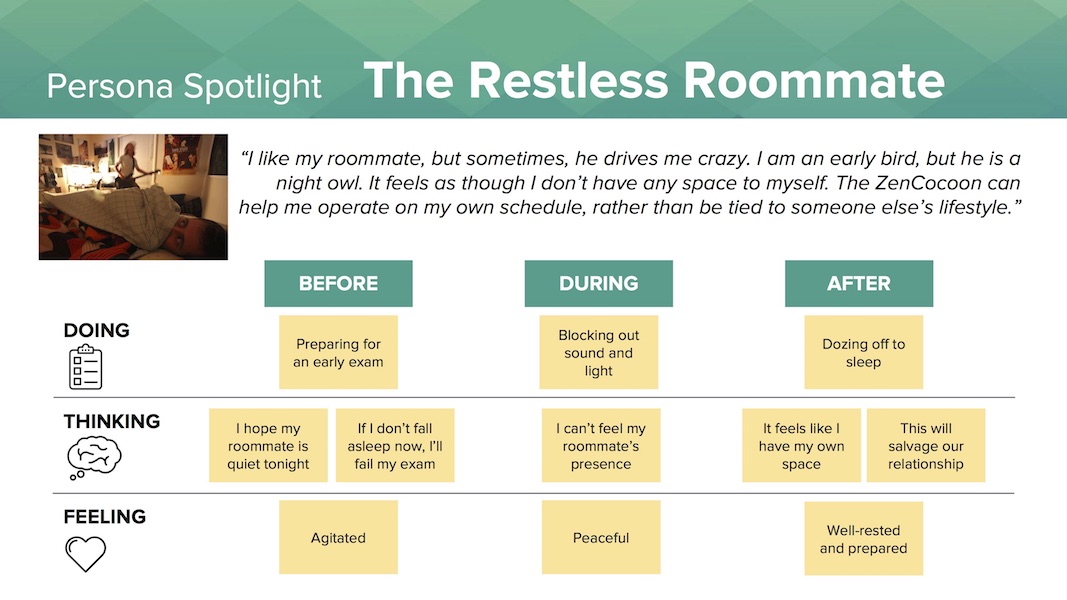 Persona Spotlight The Restless Roommate
“I like my roommate, but sometimes, he drives me crazy. I am an early bird, but he is a
night owl. It feels as though I don’t have any space to myself. The ZenCocoon can
help me operate on my own schedule, rather than be tied to someone else’s lifestyle.”
BEFORE
DURING
AFTER
DOING
Preparing for
an early exam
Blocking out
sound and
light
Dozing off to
sleep
THINKING
I hope my
roommate is
quiet tonight
If I don’t fall
asleep now, I’ll
fail my exam
I can’t feel my
roommate’s
presence
It feels like I
have my own
space
This will
salvage our
relationship
FEELING
Agitated
Peaceful
Well-rested
and prepared